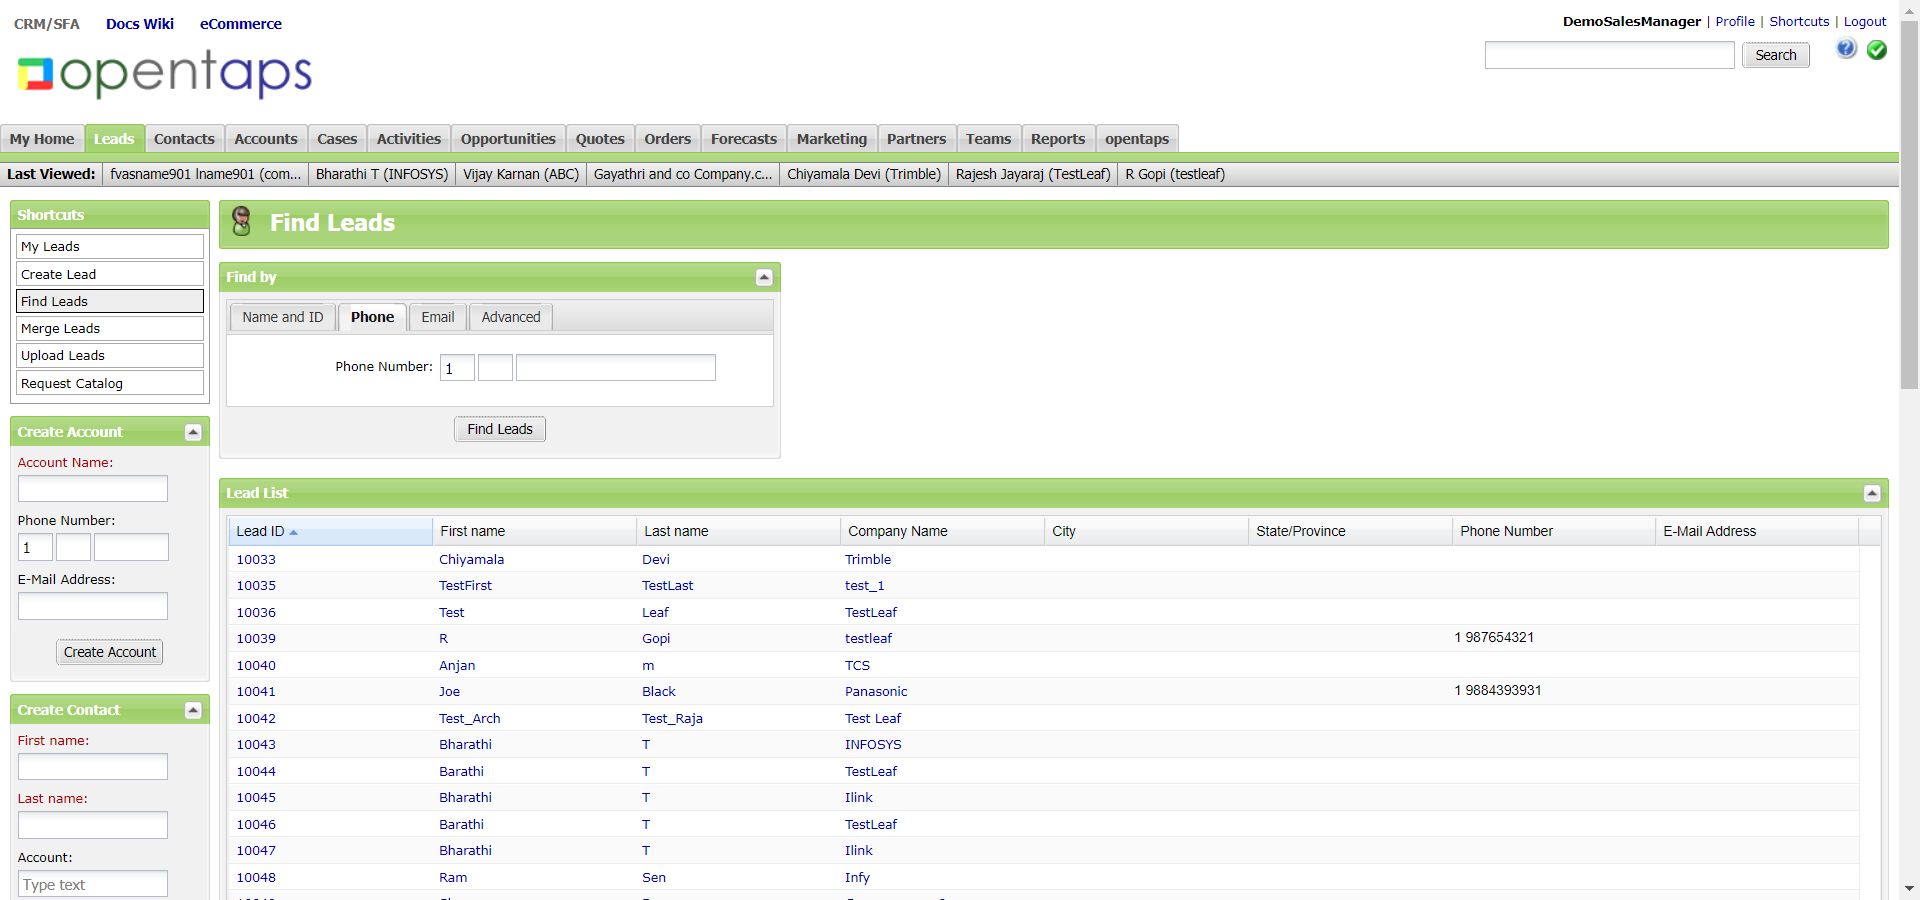 CRM/SFA Docs Wiki eCommerce
DemoSalesManager | Profile | Shortcuts | Logout
opentaps
Search
My Home Leads Contacts Accounts Cases Activities Opportunities Quotes Orders Forecasts Marketing Partners Teams Reports opentaps
Last Viewed: fvasname901 lname901 (com... Bharathi T (INFOSYS) Vijay Karnan (ABC) Gayathri and co Company.c... Chiyamala Devi (Trimble) Rajesh Jayaraj (TestLeaf) R Gopi (testleaf)
Shortcuts
My Leads
Create Lead
Find Leads
Merge Leads
Upload Leads
Request Catalog
Create Account
Account Name:
Phone Number:
1
E-Mail Address:
Create Account
Create Contact
First name:
Last name:
Account:
Type text
Find Leads
Find by
Name and ID Phone Email Advanced
Phone Number: 1
Find Leads
Lead List
Lead ID First name Last name Company Name City State/Province Phone Number E-Mail Address
10033 Chiyamala Devi Trimble
10035 TestFirst TestLast test_1
10036 Test Leaf TestLeaf
10039 R Gopi testleaf 1 987654321
10040 Anjan m TCS
10041 Joe Black Panasonic 1 9884393931
10042 Test_Arch Test_Raja Test Leaf
10043 Bharathi T INFOSYS
10044 Barathi T TestLeaf
10045 Bharathi T Ilink
10046 Barathi T TestLeaf
10047 Bharathi T Ilink
10048 Ram Sen Infy